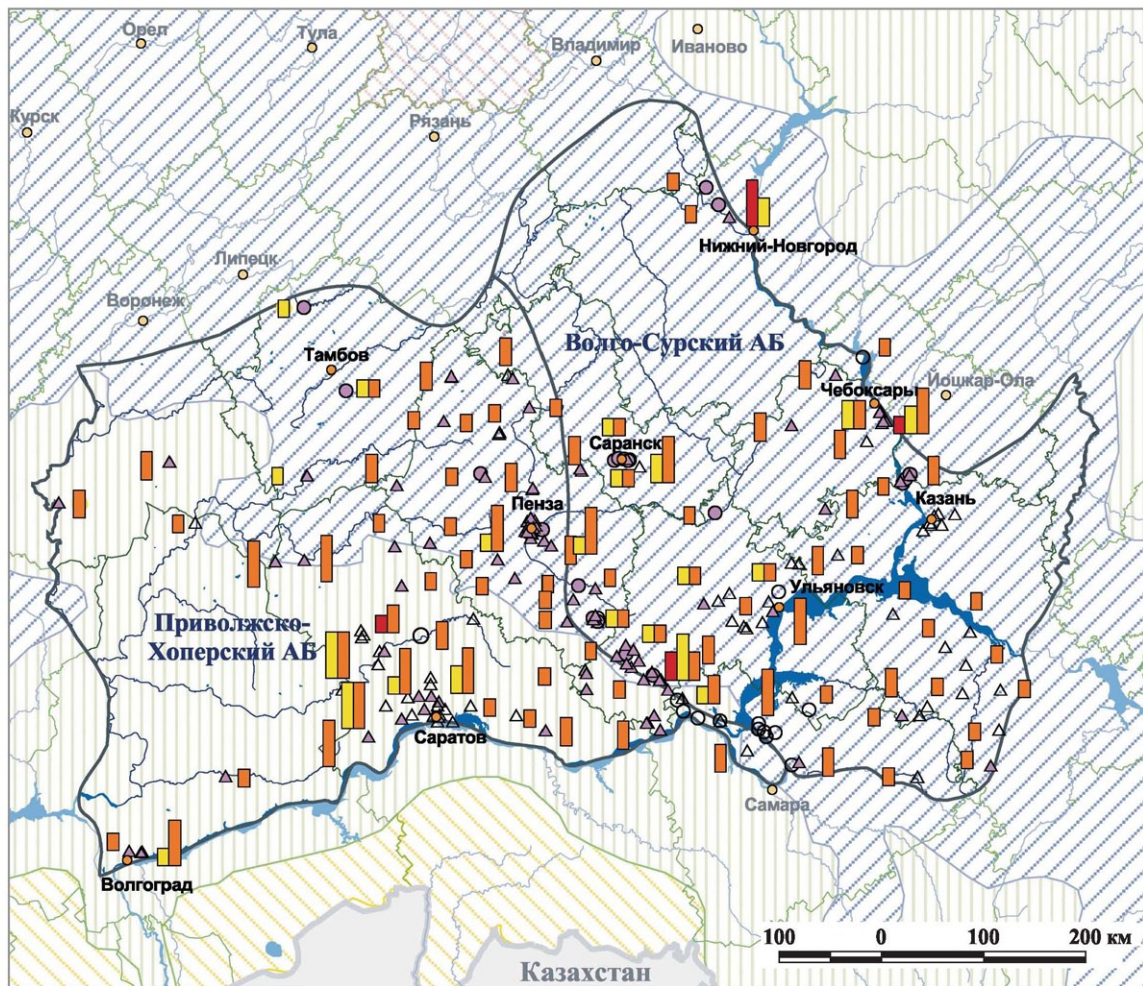 Орел
Тула
Владимир
Иваново
Курск
Рязань
Нижний-Новгород
Липецк
Воронеж
Волго-Сурский АБ
Тамбов
Чебоксары
Йошкар-Ола
Саранск
Казань
Пенза
Ульяновск
Приволжско-
Хоперский АБ
Саратов
Самара
Волгоград
100 0 100 200 км
Казахстан